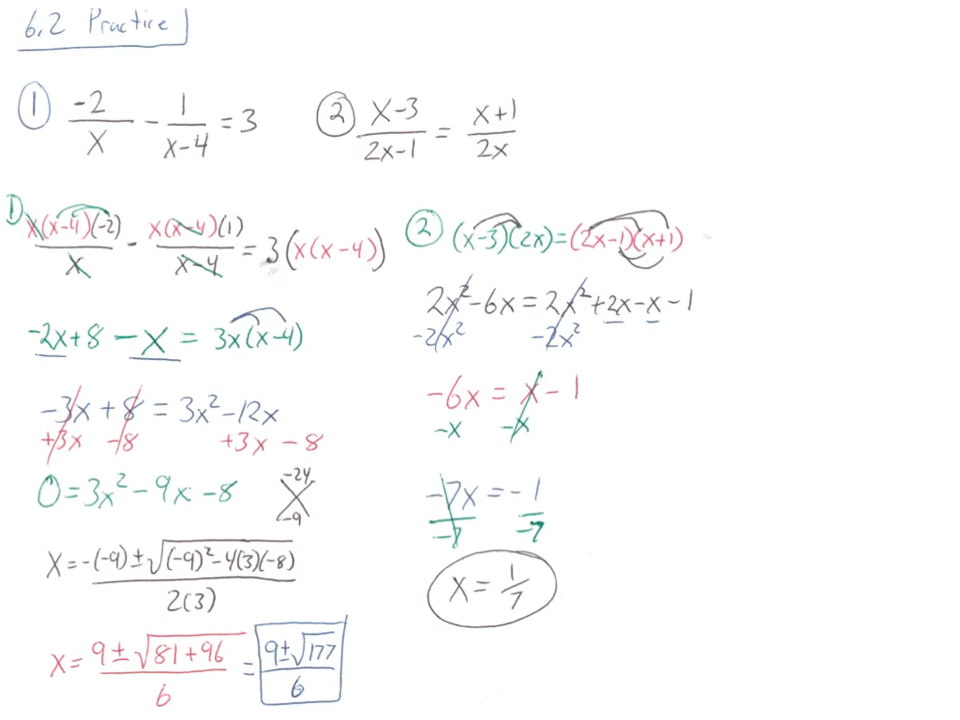 6.2 Practice
① -2/x - 1/(x-4) = 3
② (x-3)/(2x-1) = (x+1)/(2x)
① x(x-4)(-2)/x - x(x-4)(1)/(x-4) = 3(x(x-4))
-2x+8 - x = 3x(x-4)
-3x + 8 = 3x² - 12x
+3x -8 +3x - 8
0 = 3x² - 9x - 8
-24
-9
x = -(-9) ± √((-9)² - 4(3)(-8)) / 2(3)
x = (9 ± √(81+96))/6 = (9 ± √177)/6
② (x-3)(2x) = (2x-1)(x+1)
2x² - 6x = 2x² + 2x - x - 1
-2x² -2x²
-6x = x - 1
-x -x
-7x = -1
-7 -7
x = 1/7